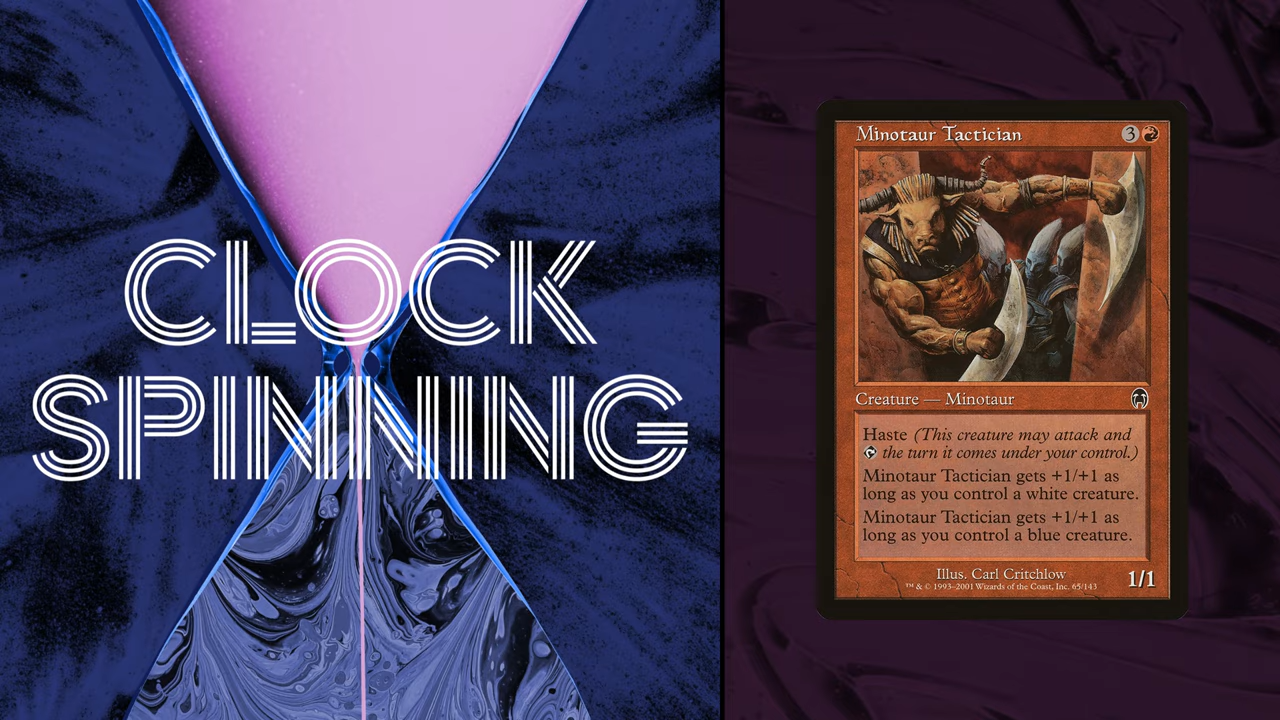 CLOCK
SPINNING
Minotaur Tactician 3
Creature — Minotaur
Haste (This creature may attack and
the turn it comes under your control.)
Minotaur Tactician gets +1/+1 as
long as you control a white creature.
Minotaur Tactician gets +1/+1 as
long as you control a blue creature.
Illus. Carl Critchlow
™ & © 1993–2001 Wizards of the Coast, Inc. 65/143
1/1